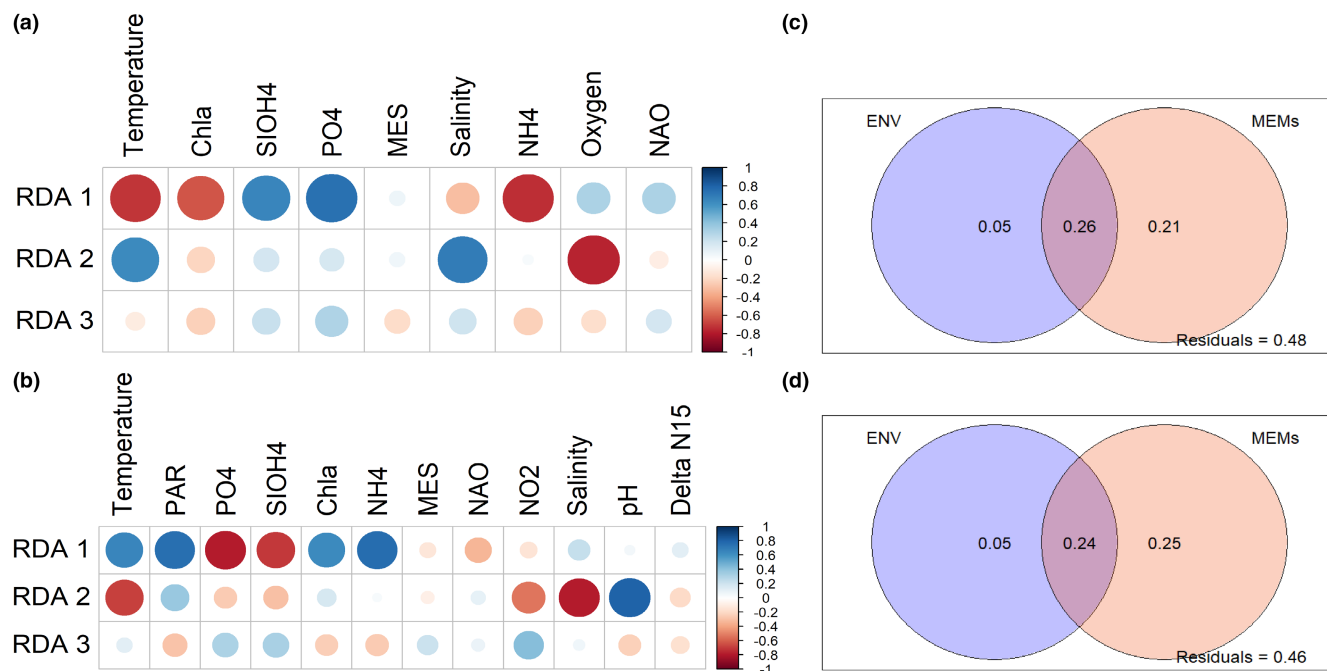 (a)
Temperature Chla SIOH4 PO4 MES Salinity NH4 Oxygen NAO
RDA 1
RDA 2
RDA 3
1
0.8
0.6
0.4
0.2
0
-0.2
-0.4
-0.6
-0.8
-1
(b)
Temperature PAR PO4 SIOH4 Chla NH4 MES NAO NO2 Salinity pH Delta N15
RDA 1
RDA 2
RDA 3
1
0.8
0.6
0.4
0.2
0
-0.2
-0.4
-0.6
-0.8
-1
(c)
ENV MEMs
0.05 0.26 0.21
Residuals = 0.48
(d)
ENV MEMs
0.05 0.24 0.25
Residuals = 0.46